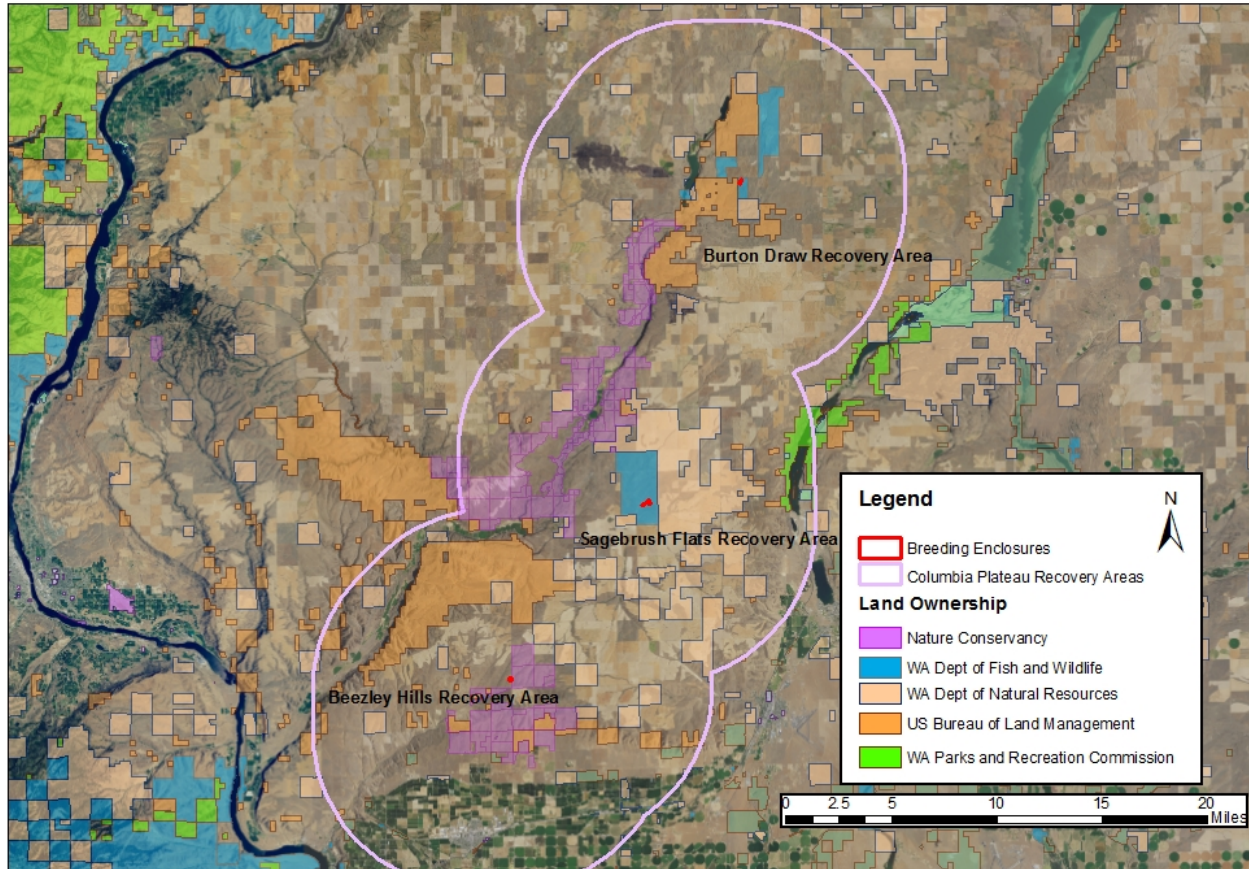 Burton Draw Recovery Area
Sagebrush Flats Recovery Area
Beezley Hills Recovery Area
Legend
N
Breeding Enclosures
Columbia Plateau Recovery Areas
Land Ownership
Nature Conservancy
WA Dept of Fish and Wildlife
WA Dept of Natural Resources
US Bureau of Land Management
WA Parks and Recreation Commission
0 2.5 5 10 15 20
Miles